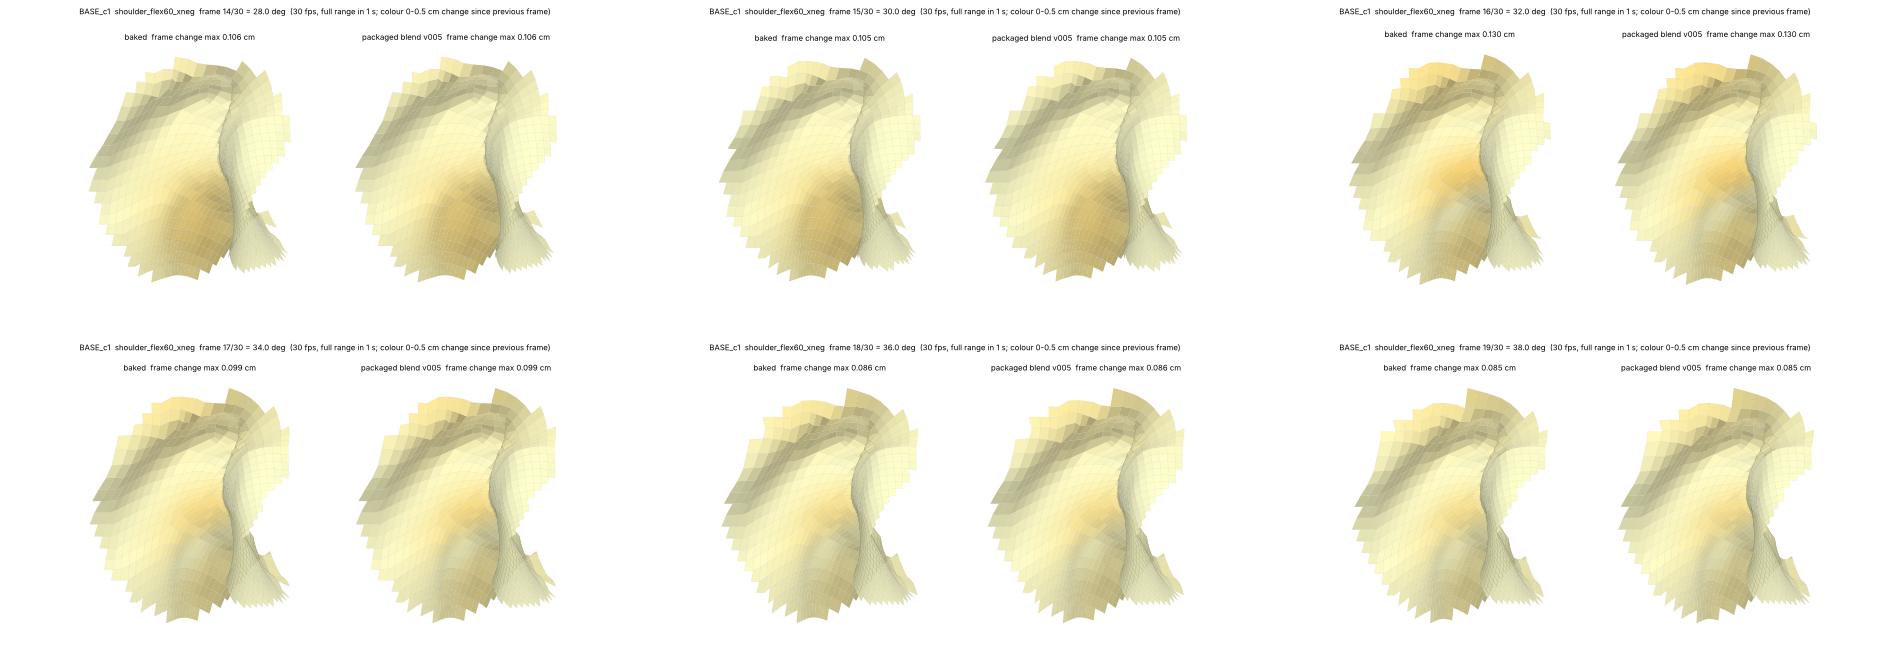 BASE_c1 shoulder_flex60_xneg frame 14/30 = 28.0 deg (30 fps, full range in 1 s; colour 0-0.5 cm change since previous frame)
baked frame change max 0.106 cm
packaged blend v005 frame change max 0.106 cm
BASE_c1 shoulder_flex60_xneg frame 15/30 = 30.0 deg (30 fps, full range in 1 s; colour 0-0.5 cm change since previous frame)
baked frame change max 0.105 cm
packaged blend v005 frame change max 0.105 cm
BASE_c1 shoulder_flex60_xneg frame 16/30 = 32.0 deg (30 fps, full range in 1 s; colour 0-0.5 cm change since previous frame)
baked frame change max 0.130 cm
packaged blend v005 frame change max 0.130 cm
BASE_c1 shoulder_flex60_xneg frame 17/30 = 34.0 deg (30 fps, full range in 1 s; colour 0-0.5 cm change since previous frame)
baked frame change max 0.099 cm
packaged blend v005 frame change max 0.099 cm
BASE_c1 shoulder_flex60_xneg frame 18/30 = 36.0 deg (30 fps, full range in 1 s; colour 0-0.5 cm change since previous frame)
baked frame change max 0.086 cm
packaged blend v005 frame change max 0.086 cm
BASE_c1 shoulder_flex60_xneg frame 19/30 = 38.0 deg (30 fps, full range in 1 s; colour 0-0.5 cm change since previous frame)
baked frame change max 0.085 cm
packaged blend v005 frame change max 0.085 cm